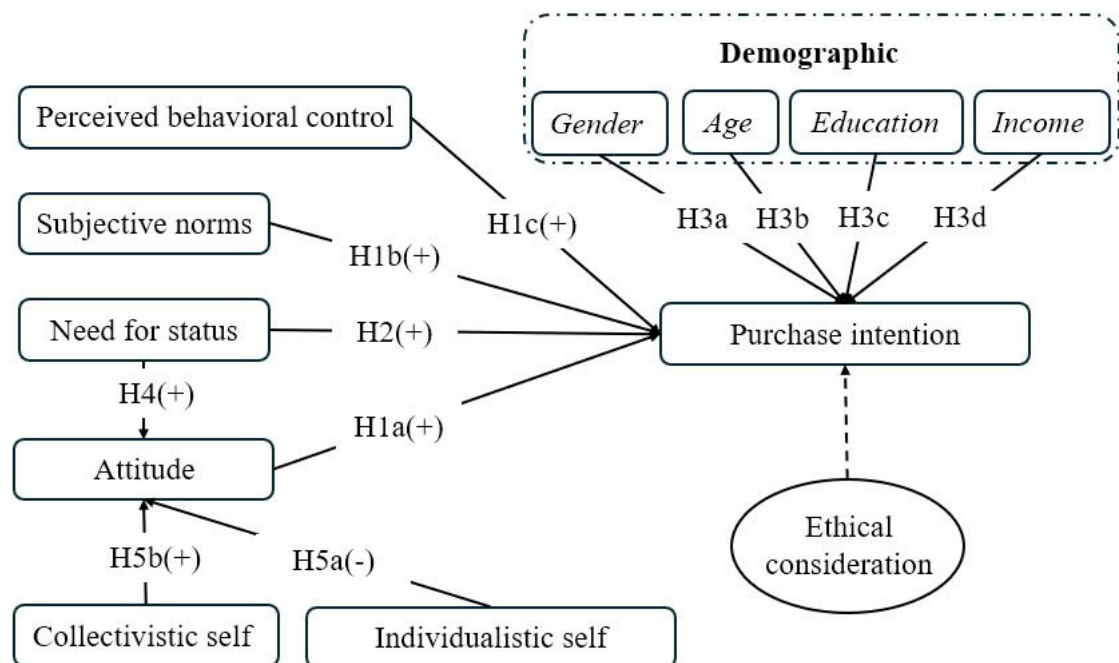 Demographic
Perceived behavioral control
Gender
Age
Education
Income
Subjective norms
H1c(+)
H3a
H3b
H3c
H3d
H1b(+)
Need for status
H2(+)
Purchase intention
H4(+)
H1a(+)
Attitude
Ethical
consideration
H5b(+)
H5a(-)
Collectivistic self
Individualistic self